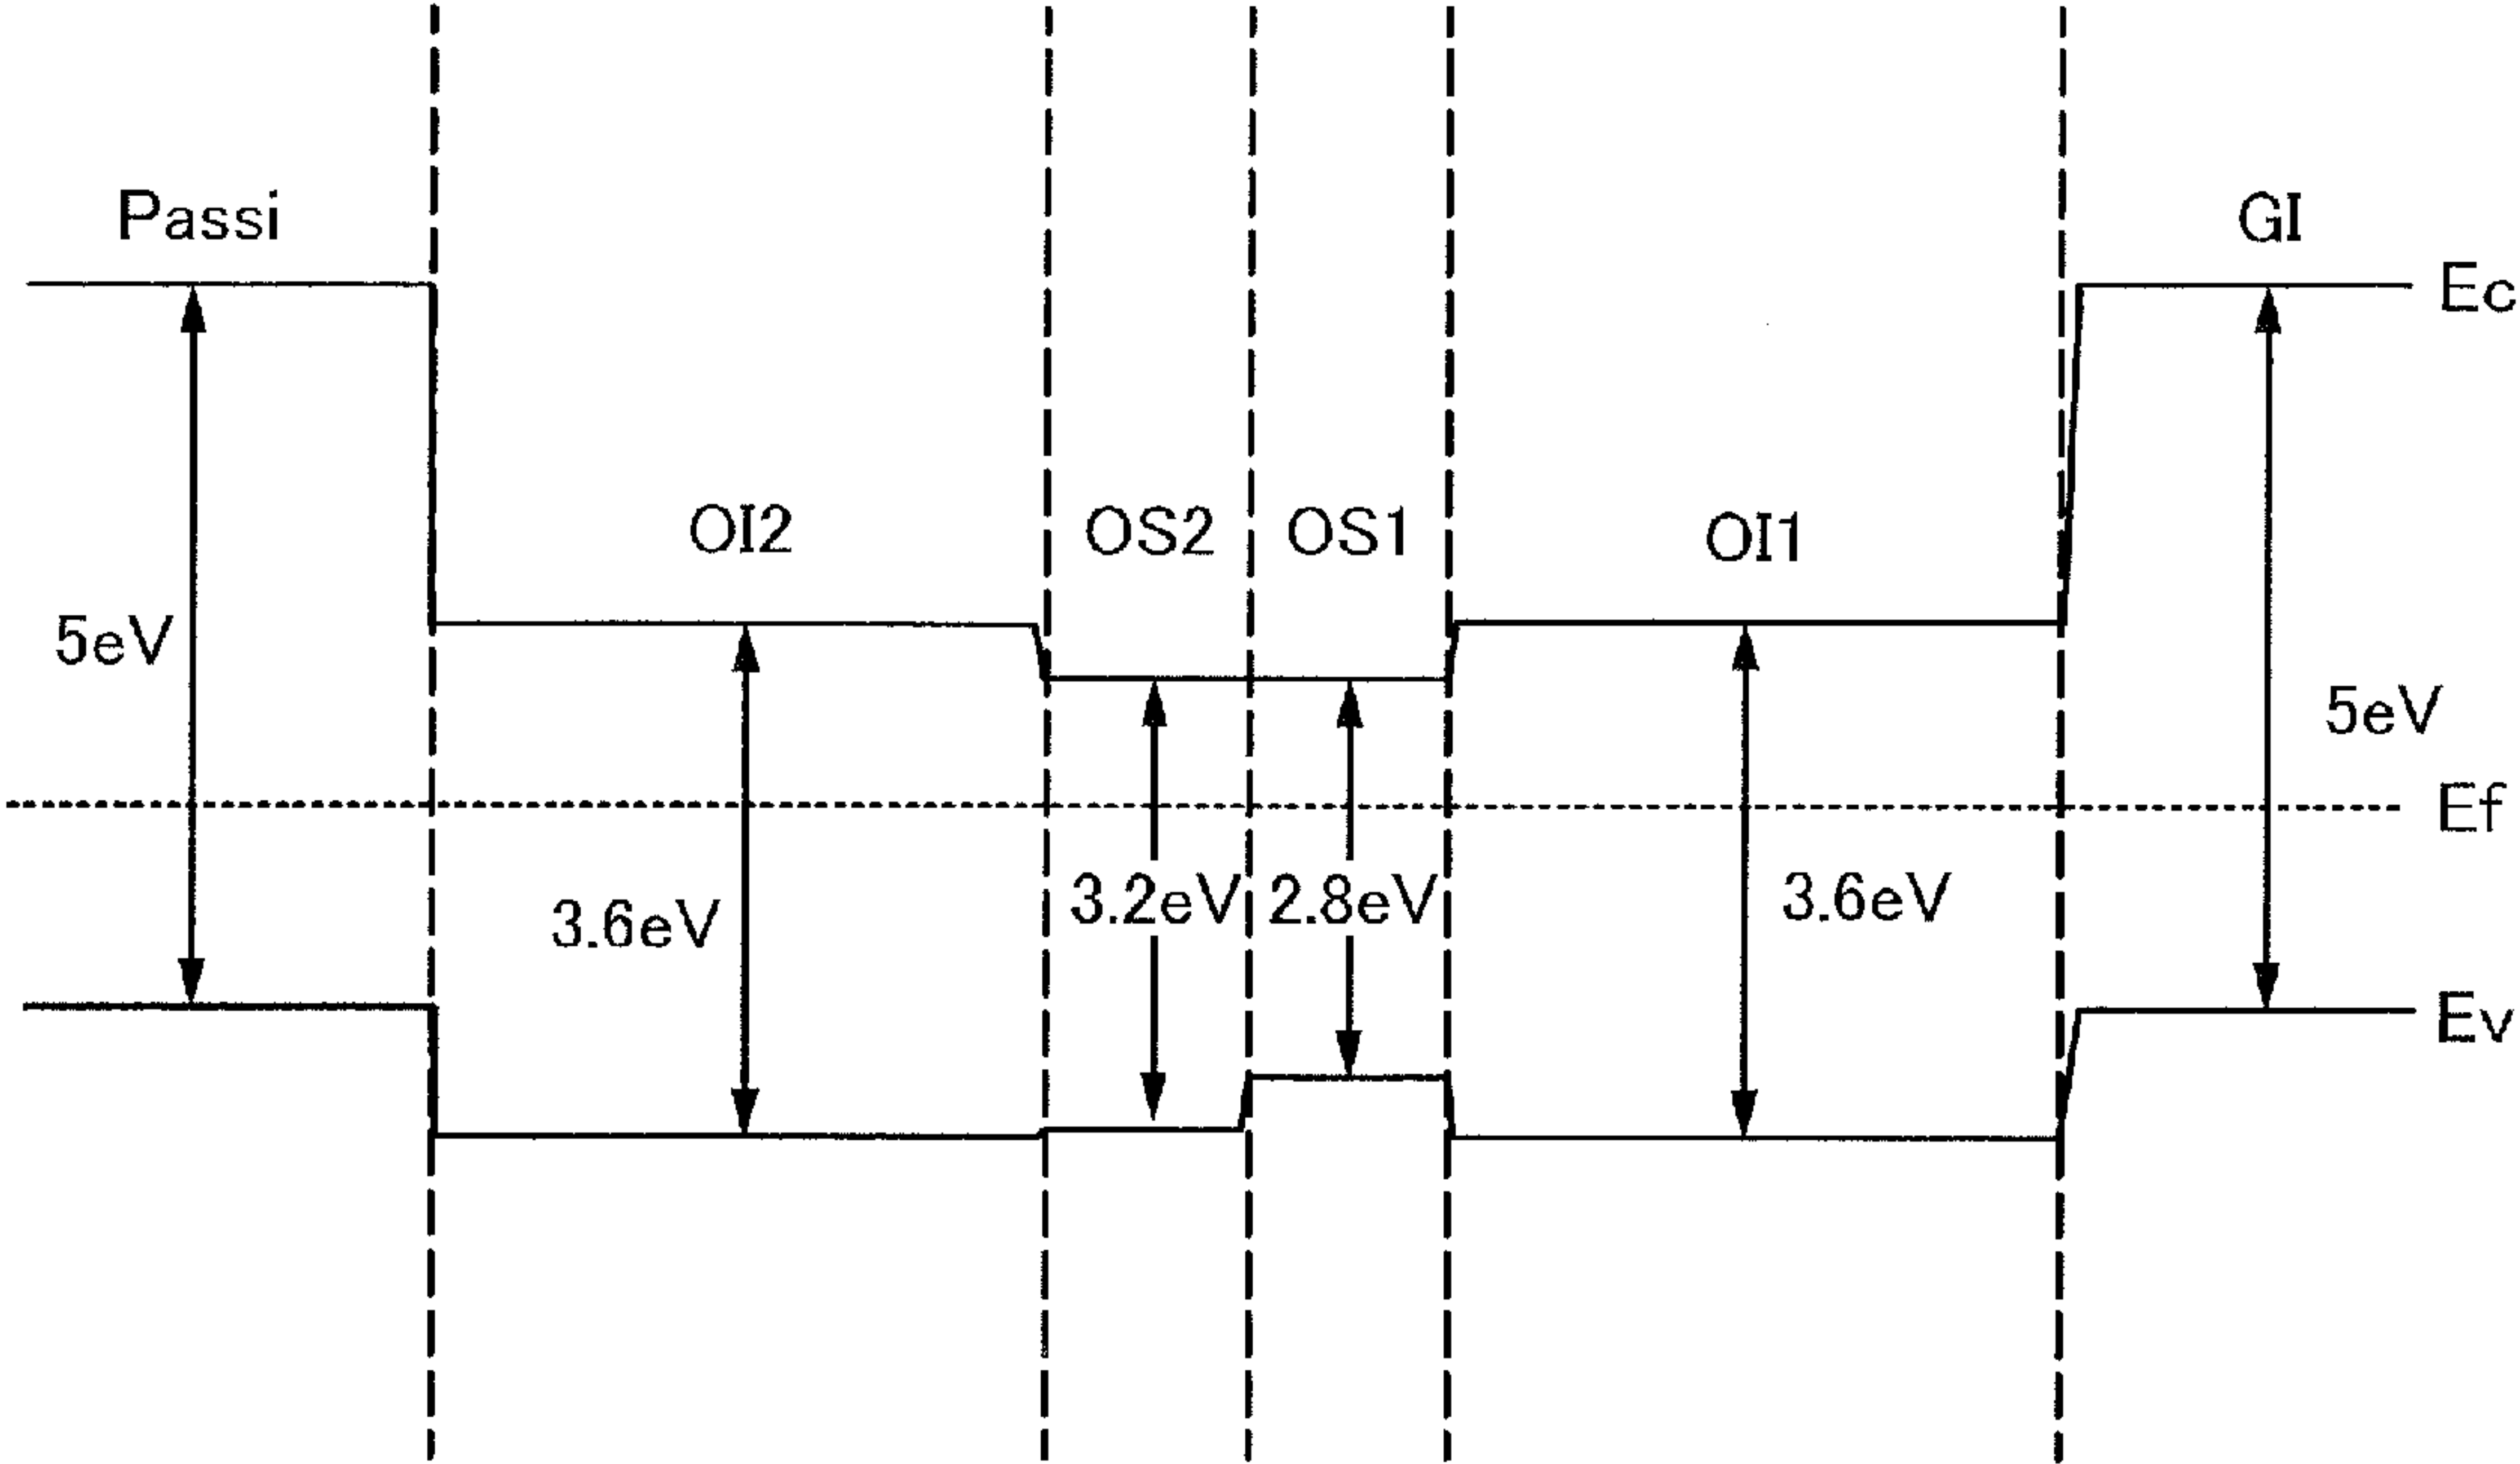 Passi
GI
Ec
OI2
OS2
OS1
OI1
5eV
5eV
Ef
3.6eV
3.2eV
2.8eV
3.6eV
Ev